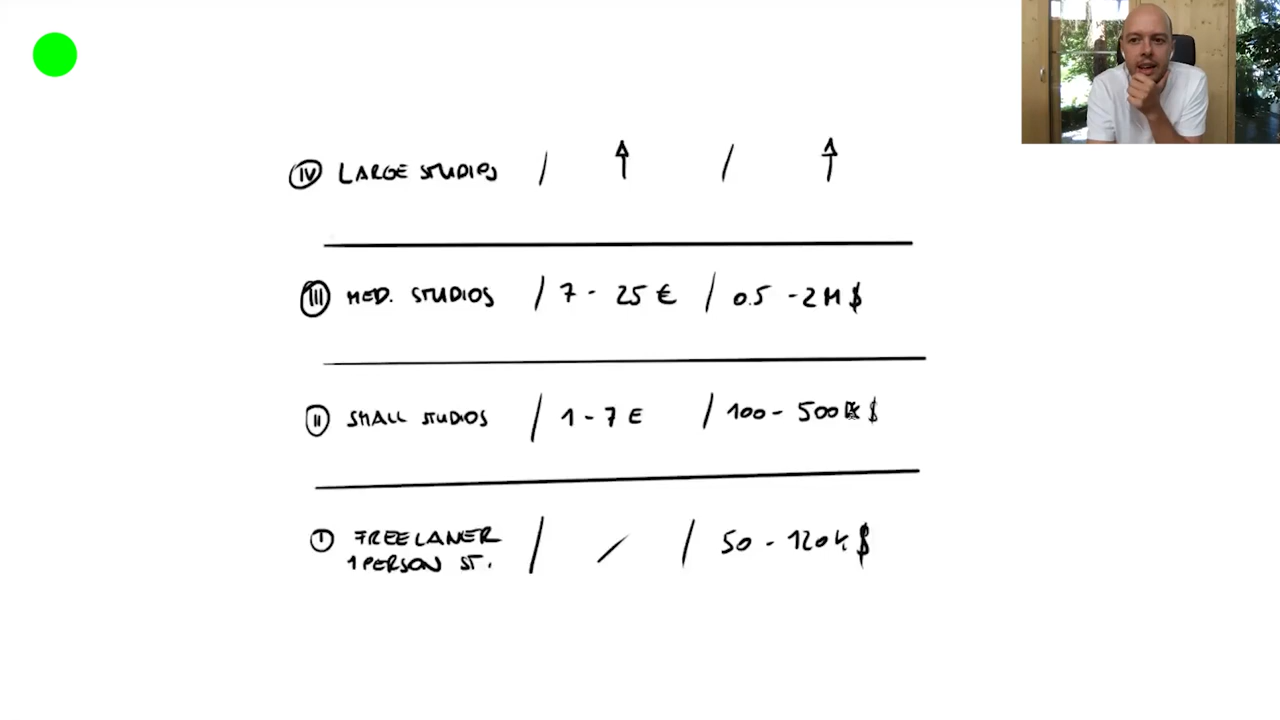 IV LARGE STUDIOS / ↑ / ↑
III MED. STUDIOS / 7 - 25 € / 0.5 - 2M $
II SMALL STUDIOS / 1 - 7 E / 100 - 500K $
I FREELANER / / / 50 - 120k $
1 PERSON ST.